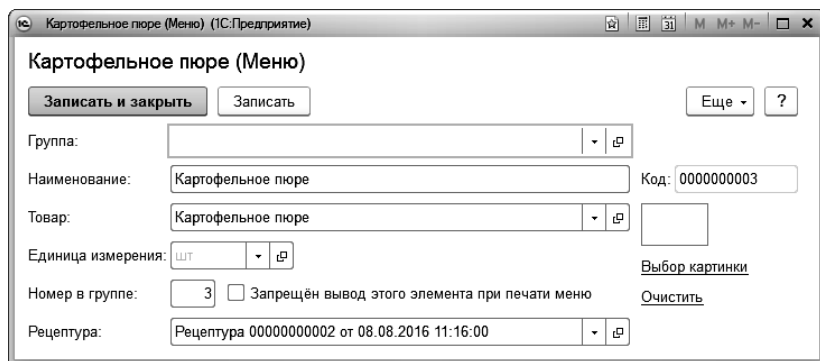 1С Картофельное пюре (Меню) (1С:Предприятие) 31 M M+ M-
Картофельное пюре (Меню)
Записать и закрыть Записать Еще ?
Группа:
Наименование: Картофельное пюре Код: 0000000003
Товар: Картофельное пюре
Единица измерения: шт
Выбор картинки
Номер в группе: 3 Запрещён вывод этого элемента при печати меню Очистить
Рецептура: Рецептура 00000000002 от 08.08.2016 11:16:00